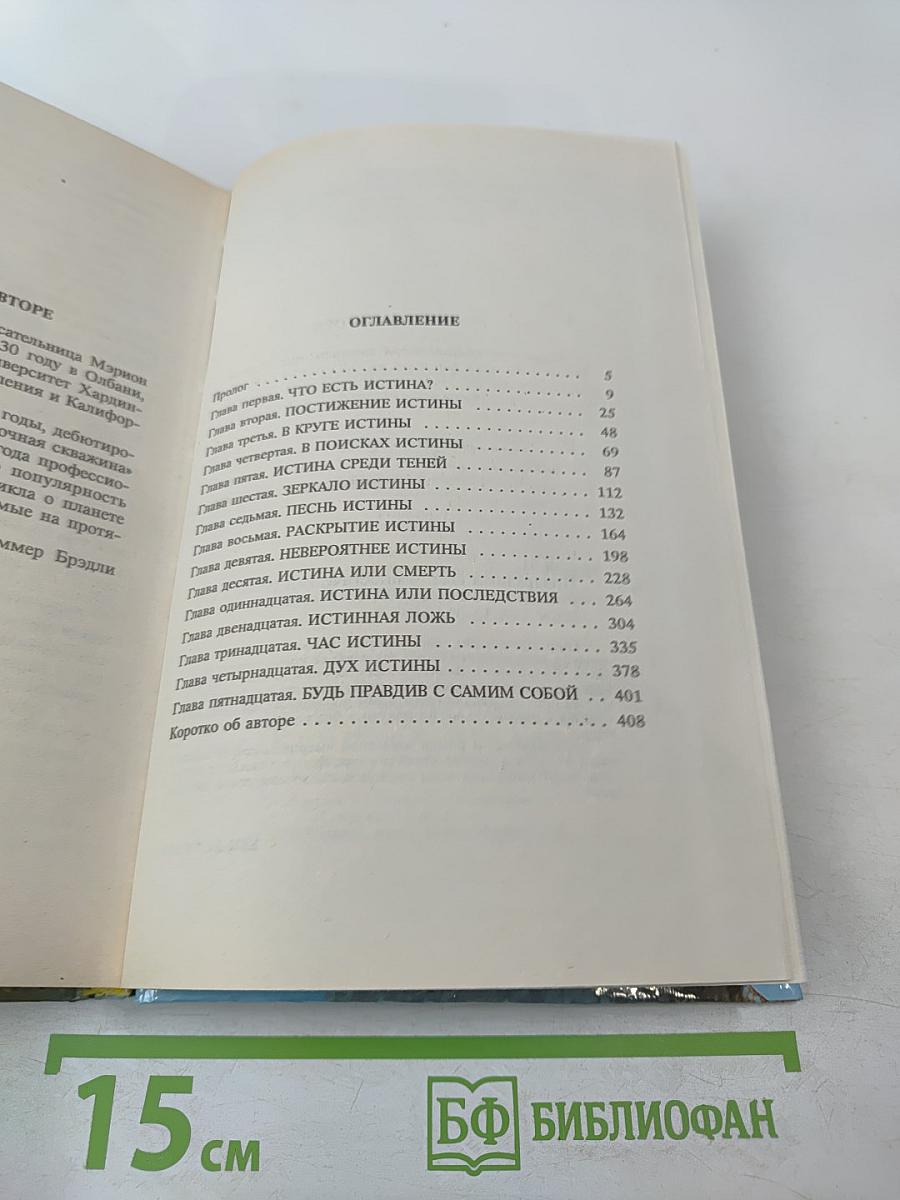 ВТОРЕ
сательница Мэрион
30 году в Олбани,
иверситет Хардин-
ления и Калифор-
годы, дебютиро-
очная скважина»
года профессио-
популярность
икла о планете
мые на протя-
ммер Брэдли
ОГЛАВЛЕНИЕ
Пролог . . . . . . . . . . . . . . . . . . . . . . . . . . . . 5
Глава первая. ЧТО ЕСТЬ ИСТИНА? . . . . . . . . . . . . 9
Глава вторая. ПОСТИЖЕНИЕ ИСТИНЫ . . . . . . . . . 25
Глава третья. В КРУГЕ ИСТИНЫ . . . . . . . . . . . . . . 48
Глава четвертая. В ПОИСКАХ ИСТИНЫ . . . . . . . . . 69
Глава пятая. ИСТИНА СРЕДИ ТЕНЕЙ . . . . . . . . . . . 87
Глава шестая. ЗЕРКАЛО ИСТИНЫ . . . . . . . . . . . . . 112
Глава седьмая. ПЕСНЬ ИСТИНЫ . . . . . . . . . . . . . . 132
Глава восьмая. РАСКРЫТИЕ ИСТИНЫ . . . . . . . . . . 164
Глава девятая. НЕВЕРОЯТНЕЕ ИСТИНЫ . . . . . . . . . 198
Глава десятая. ИСТИНА ИЛИ СМЕРТЬ . . . . . . . . . . 228
Глава одиннадцатая. ИСТИНА ИЛИ ПОСЛЕДСТВИЯ . . . 264
Глава двенадцатая. ИСТИННАЯ ЛОЖЬ . . . . . . . . . . 304
Глава тринадцатая. ЧАС ИСТИНЫ . . . . . . . . . . . . . 335
Глава четырнадцатая. ДУХ ИСТИНЫ . . . . . . . . . . . . 378
Глава пятнадцатая. БУДЬ ПРАВДИВ С САМИМ СОБОЙ . . 401
Коротко об авторе . . . . . . . . . . . . . . . . . . . . . . . 408
15 см
БФ БИБЛИОФАН